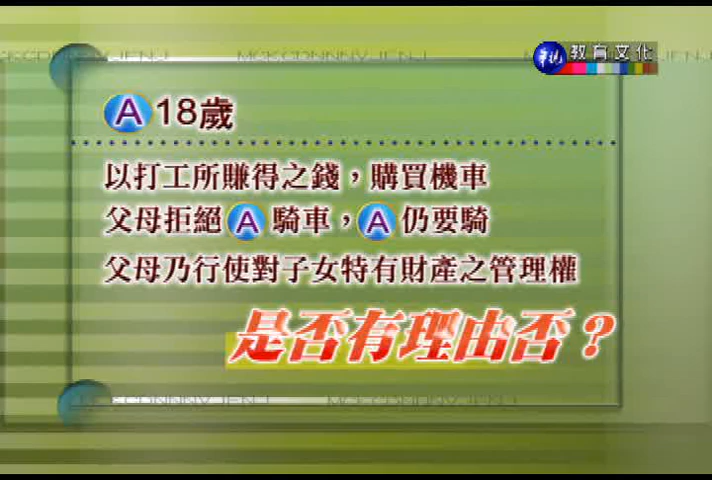 華視 教育文化
A 18歲
以打工所賺得之錢，購買機車
父母拒絕 A 騎車，A 仍要騎
父母乃行使對子女特有財產之管理權
是否有理由否？